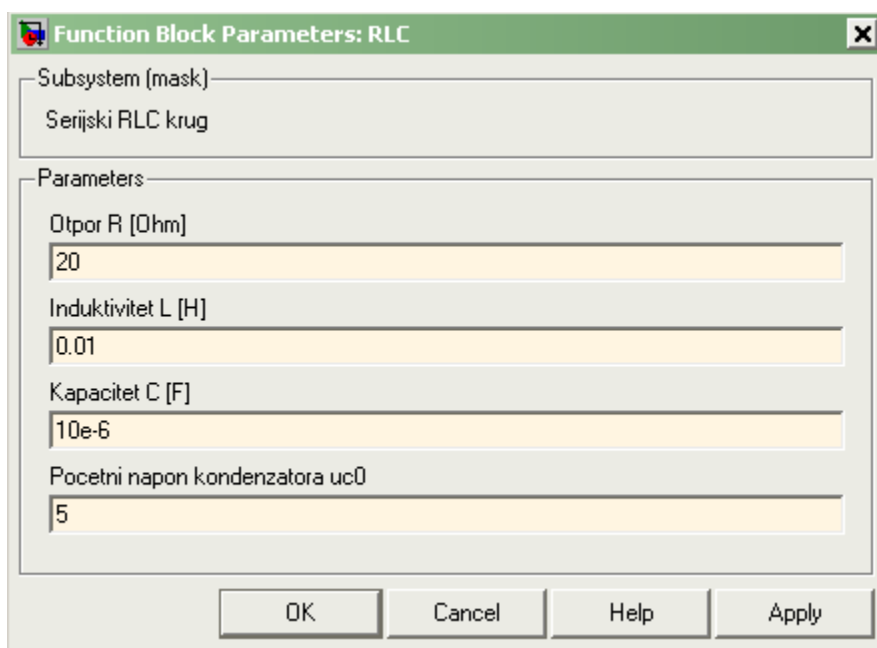 Function Block Parameters: RLC
Subsystem (mask)
Serijski RLC krug
Parameters
Otpor R [Ohm]
20
Induktivitet L [H]
0.01
Kapacitet C [F]
10e-6
Pocetni napon kondenzatora uc0
5
OK Cancel Help Apply